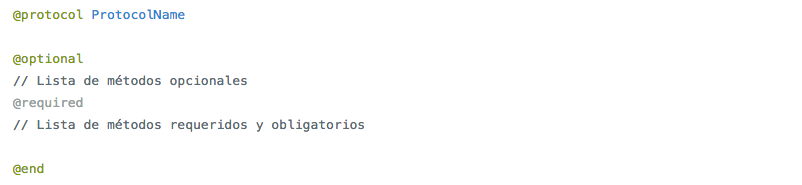 @protocol ProtocolName
@optional
// Lista de métodos opcionales
@required
// Lista de métodos requeridos y obligatorios
@end